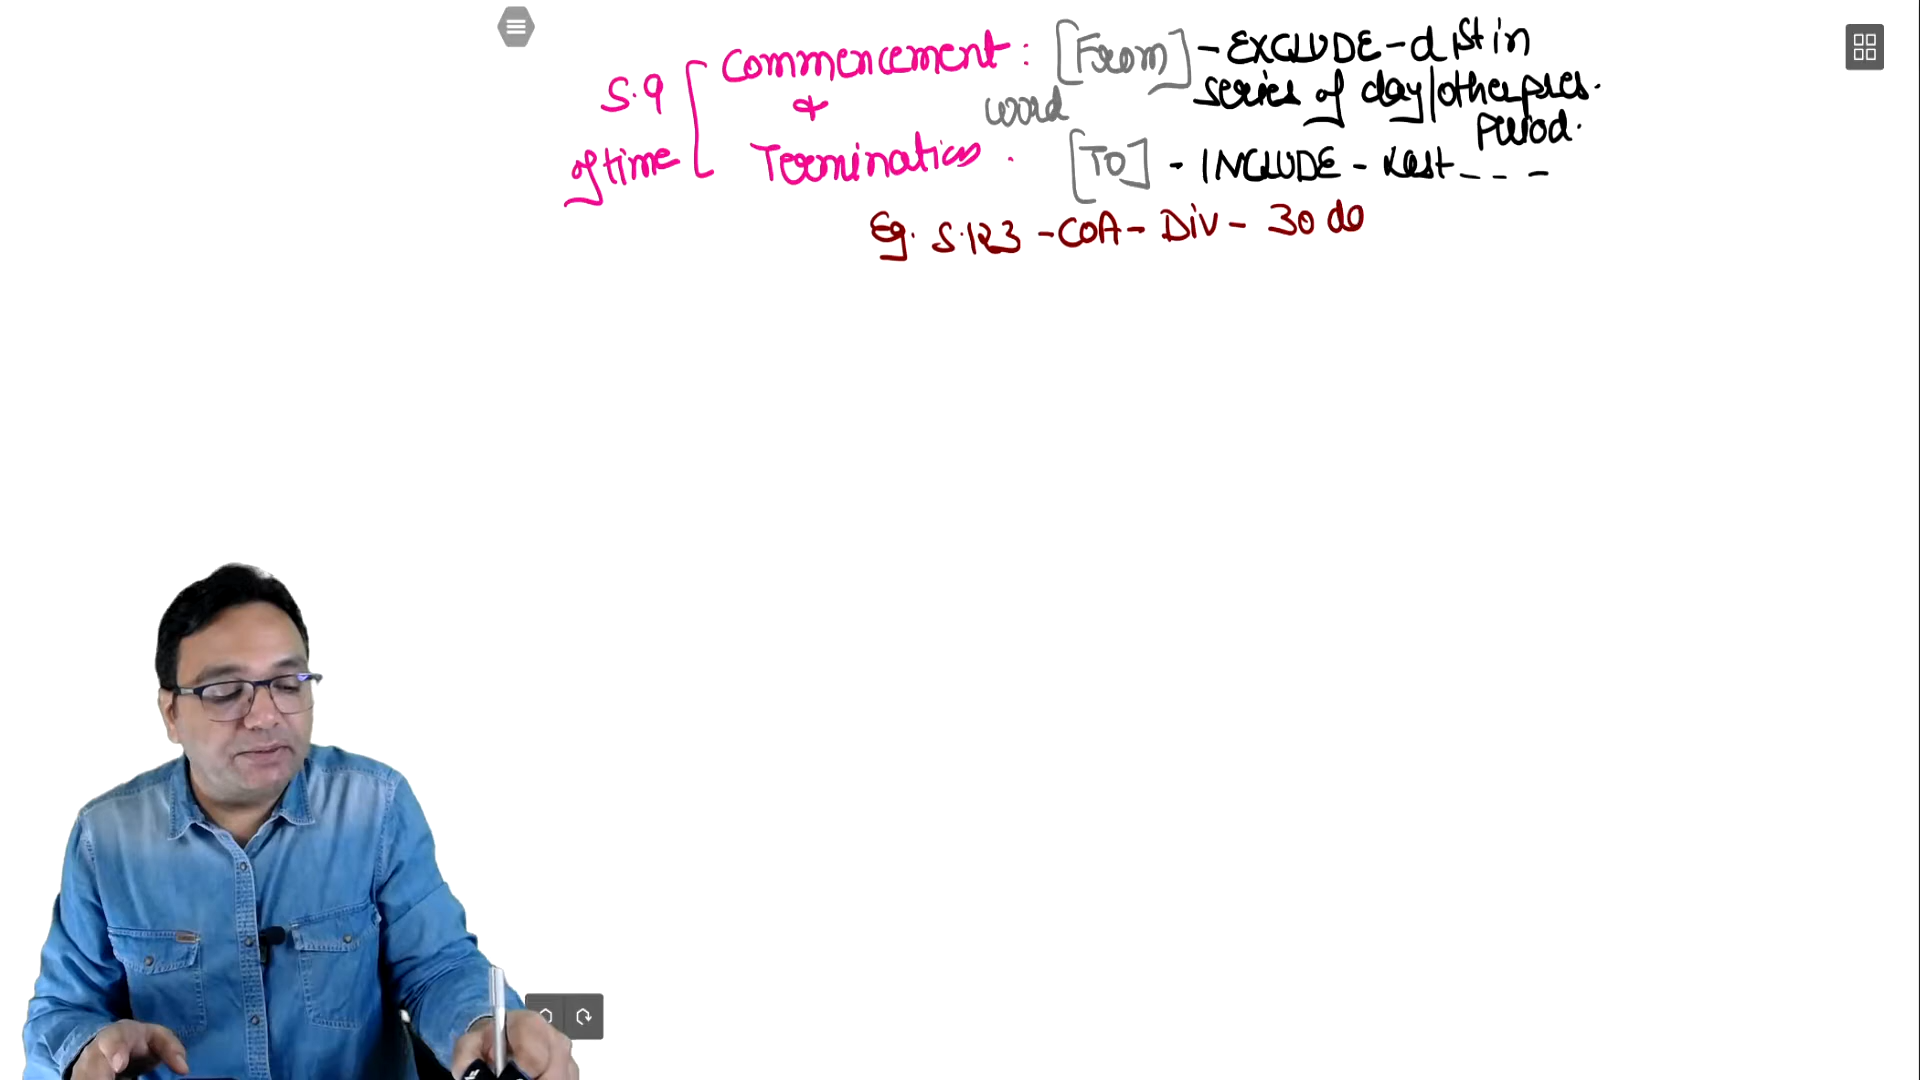 S.9 Commencement : [From] - EXCLUDE - d 1st in
& word series of day/other pres.
period.
of time Termination . [TO] - INCLUDE - Last - - -
Eg. S.123 - COA - Div - 30 da